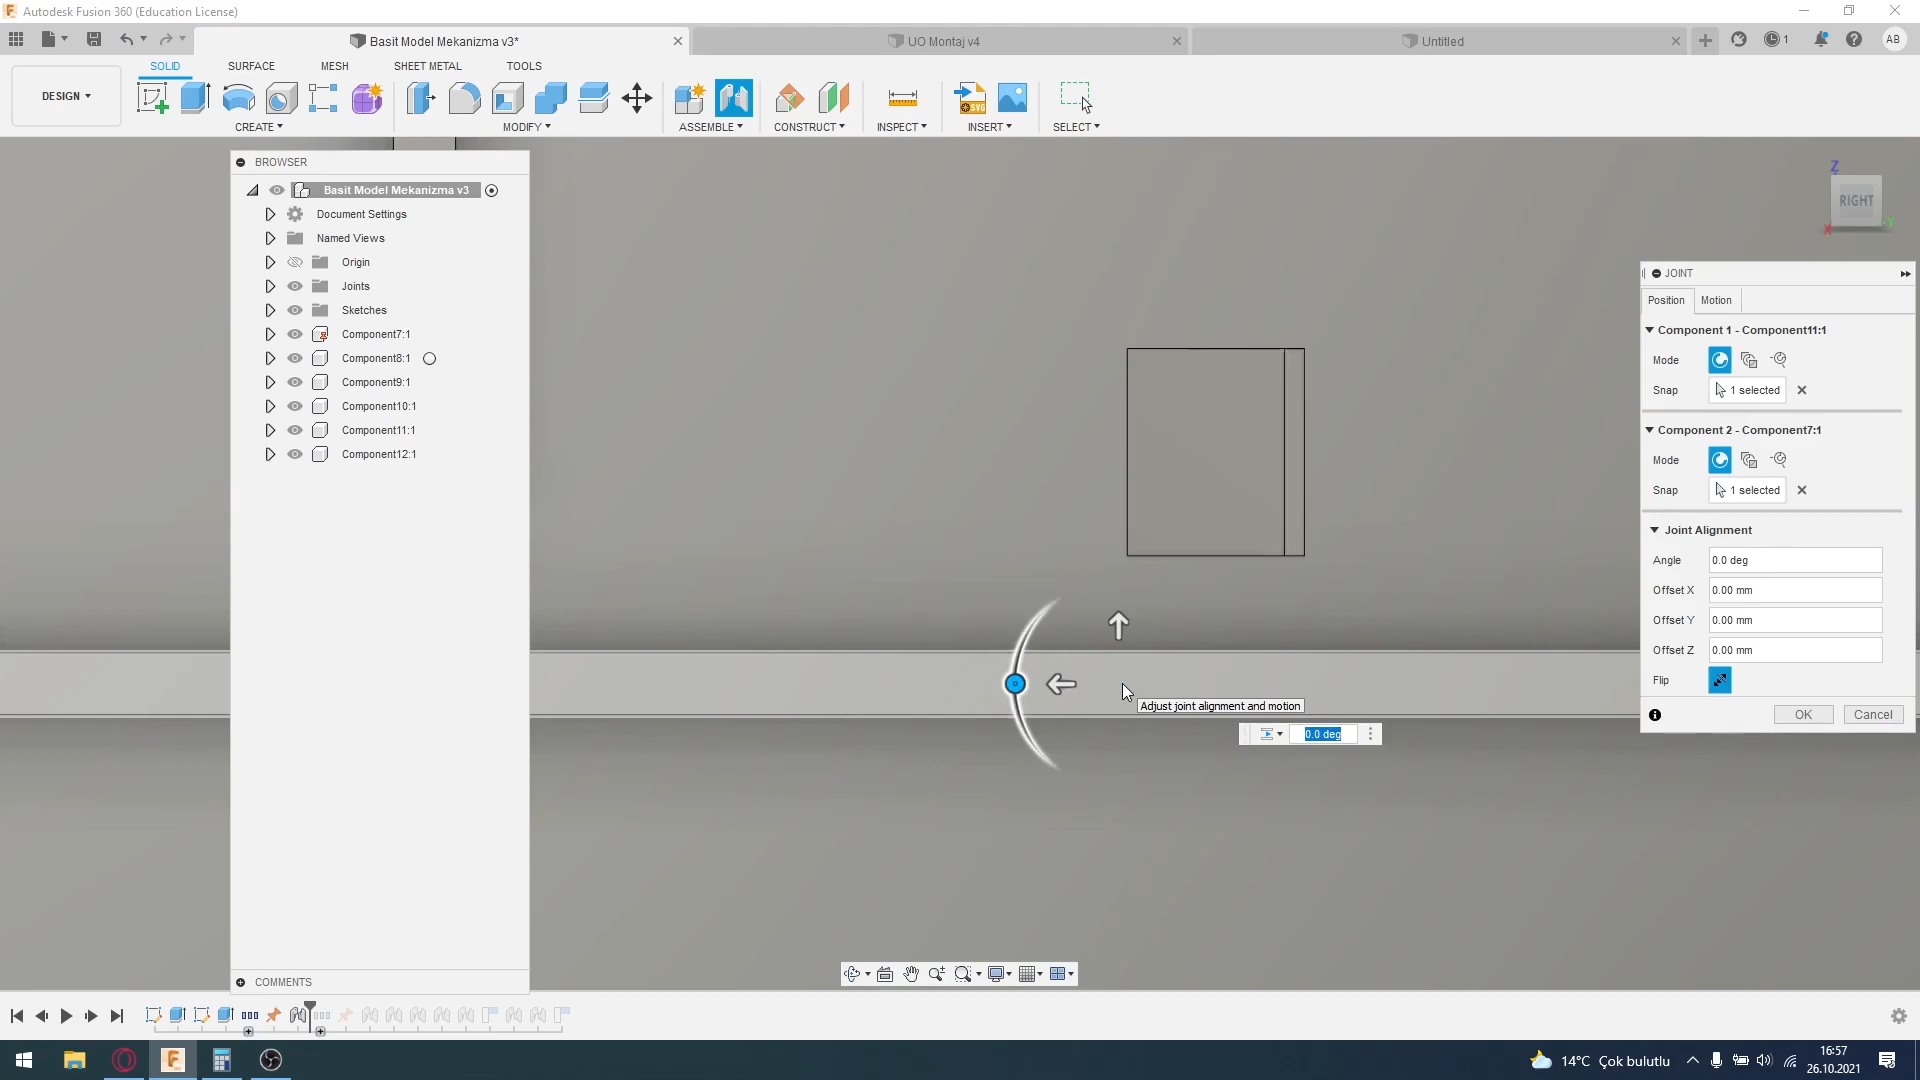 Autodesk Fusion 360 (Education License)
Basit Model Mekanizma v3*
UO Montaj v4
Untitled
1
AB
DESIGN
SOLID
SURFACE
MESH
SHEET METAL
TOOLS
CREATE
MODIFY
ASSEMBLE
CONSTRUCT
INSPECT
INSERT
SELECT
SVG
BROWSER
Basit Model Mekanizma v3
Document Settings
Named Views
Origin
Joints
Sketches
Component7:1
Component8:1
Component9:1
Component10:1
Component11:1
Component12:1
COMMENTS
Z
RIGHT
X
Y
JOINT
Position
Motion
Component 1 - Component11:1
Mode
Snap
1 selected
Component 2 - Component7:1
Mode
Snap
1 selected
Joint Alignment
Angle
0.0 deg
Offset X
0.00 mm
Offset Y
0.00 mm
Offset Z
0.00 mm
Flip
OK
Cancel
Adjust joint alignment and motion
0.0 deg
14°C Çok bulutlu
16:57
26.10.2021